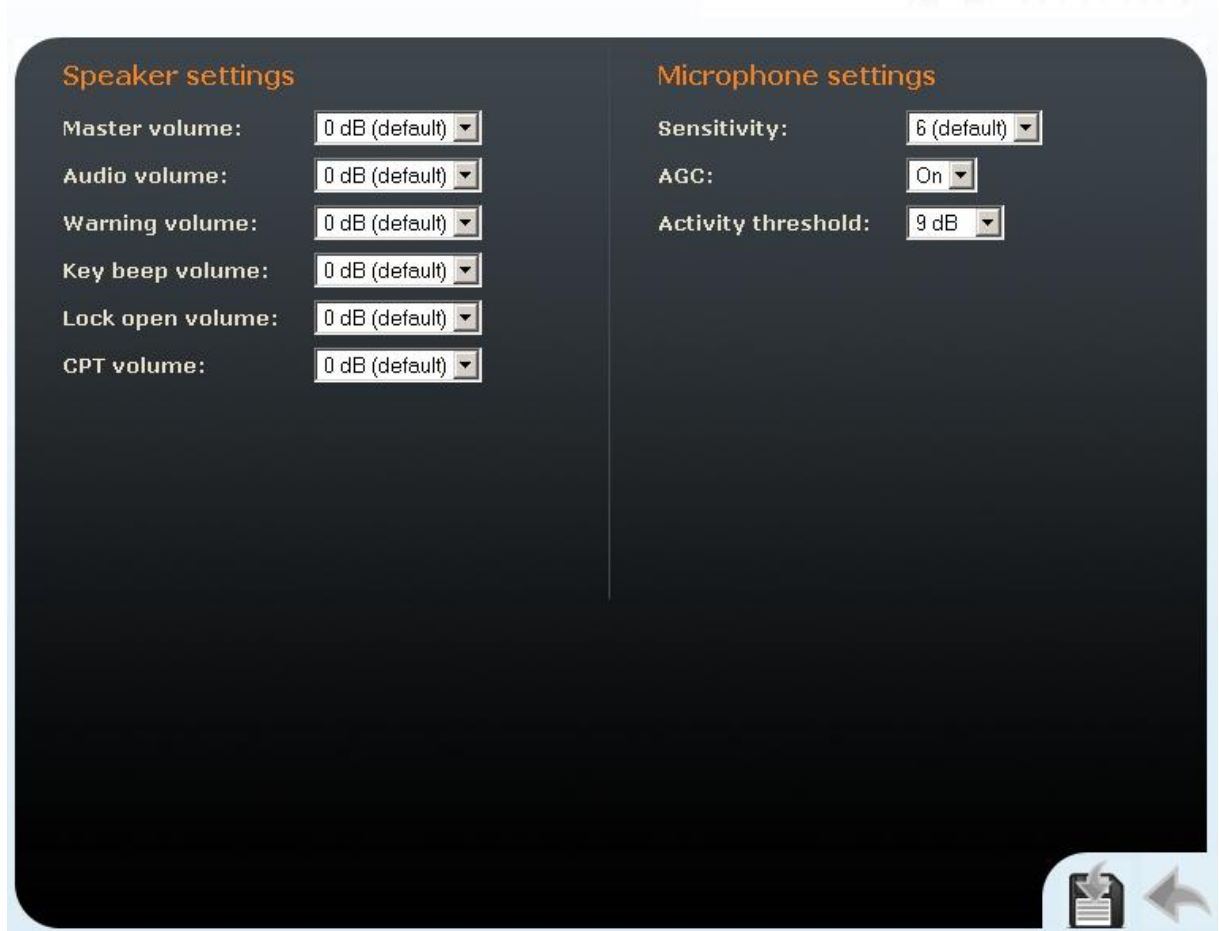 Speaker settings
Master volume: 0 dB (default)
Audio volume: 0 dB (default)
Warning volume: 0 dB (default)
Key beep volume: 0 dB (default)
Lock open volume: 0 dB (default)
CPT volume: 0 dB (default)
Microphone settings
Sensitivity: 6 (default)
AGC: On
Activity threshold: 9 dB